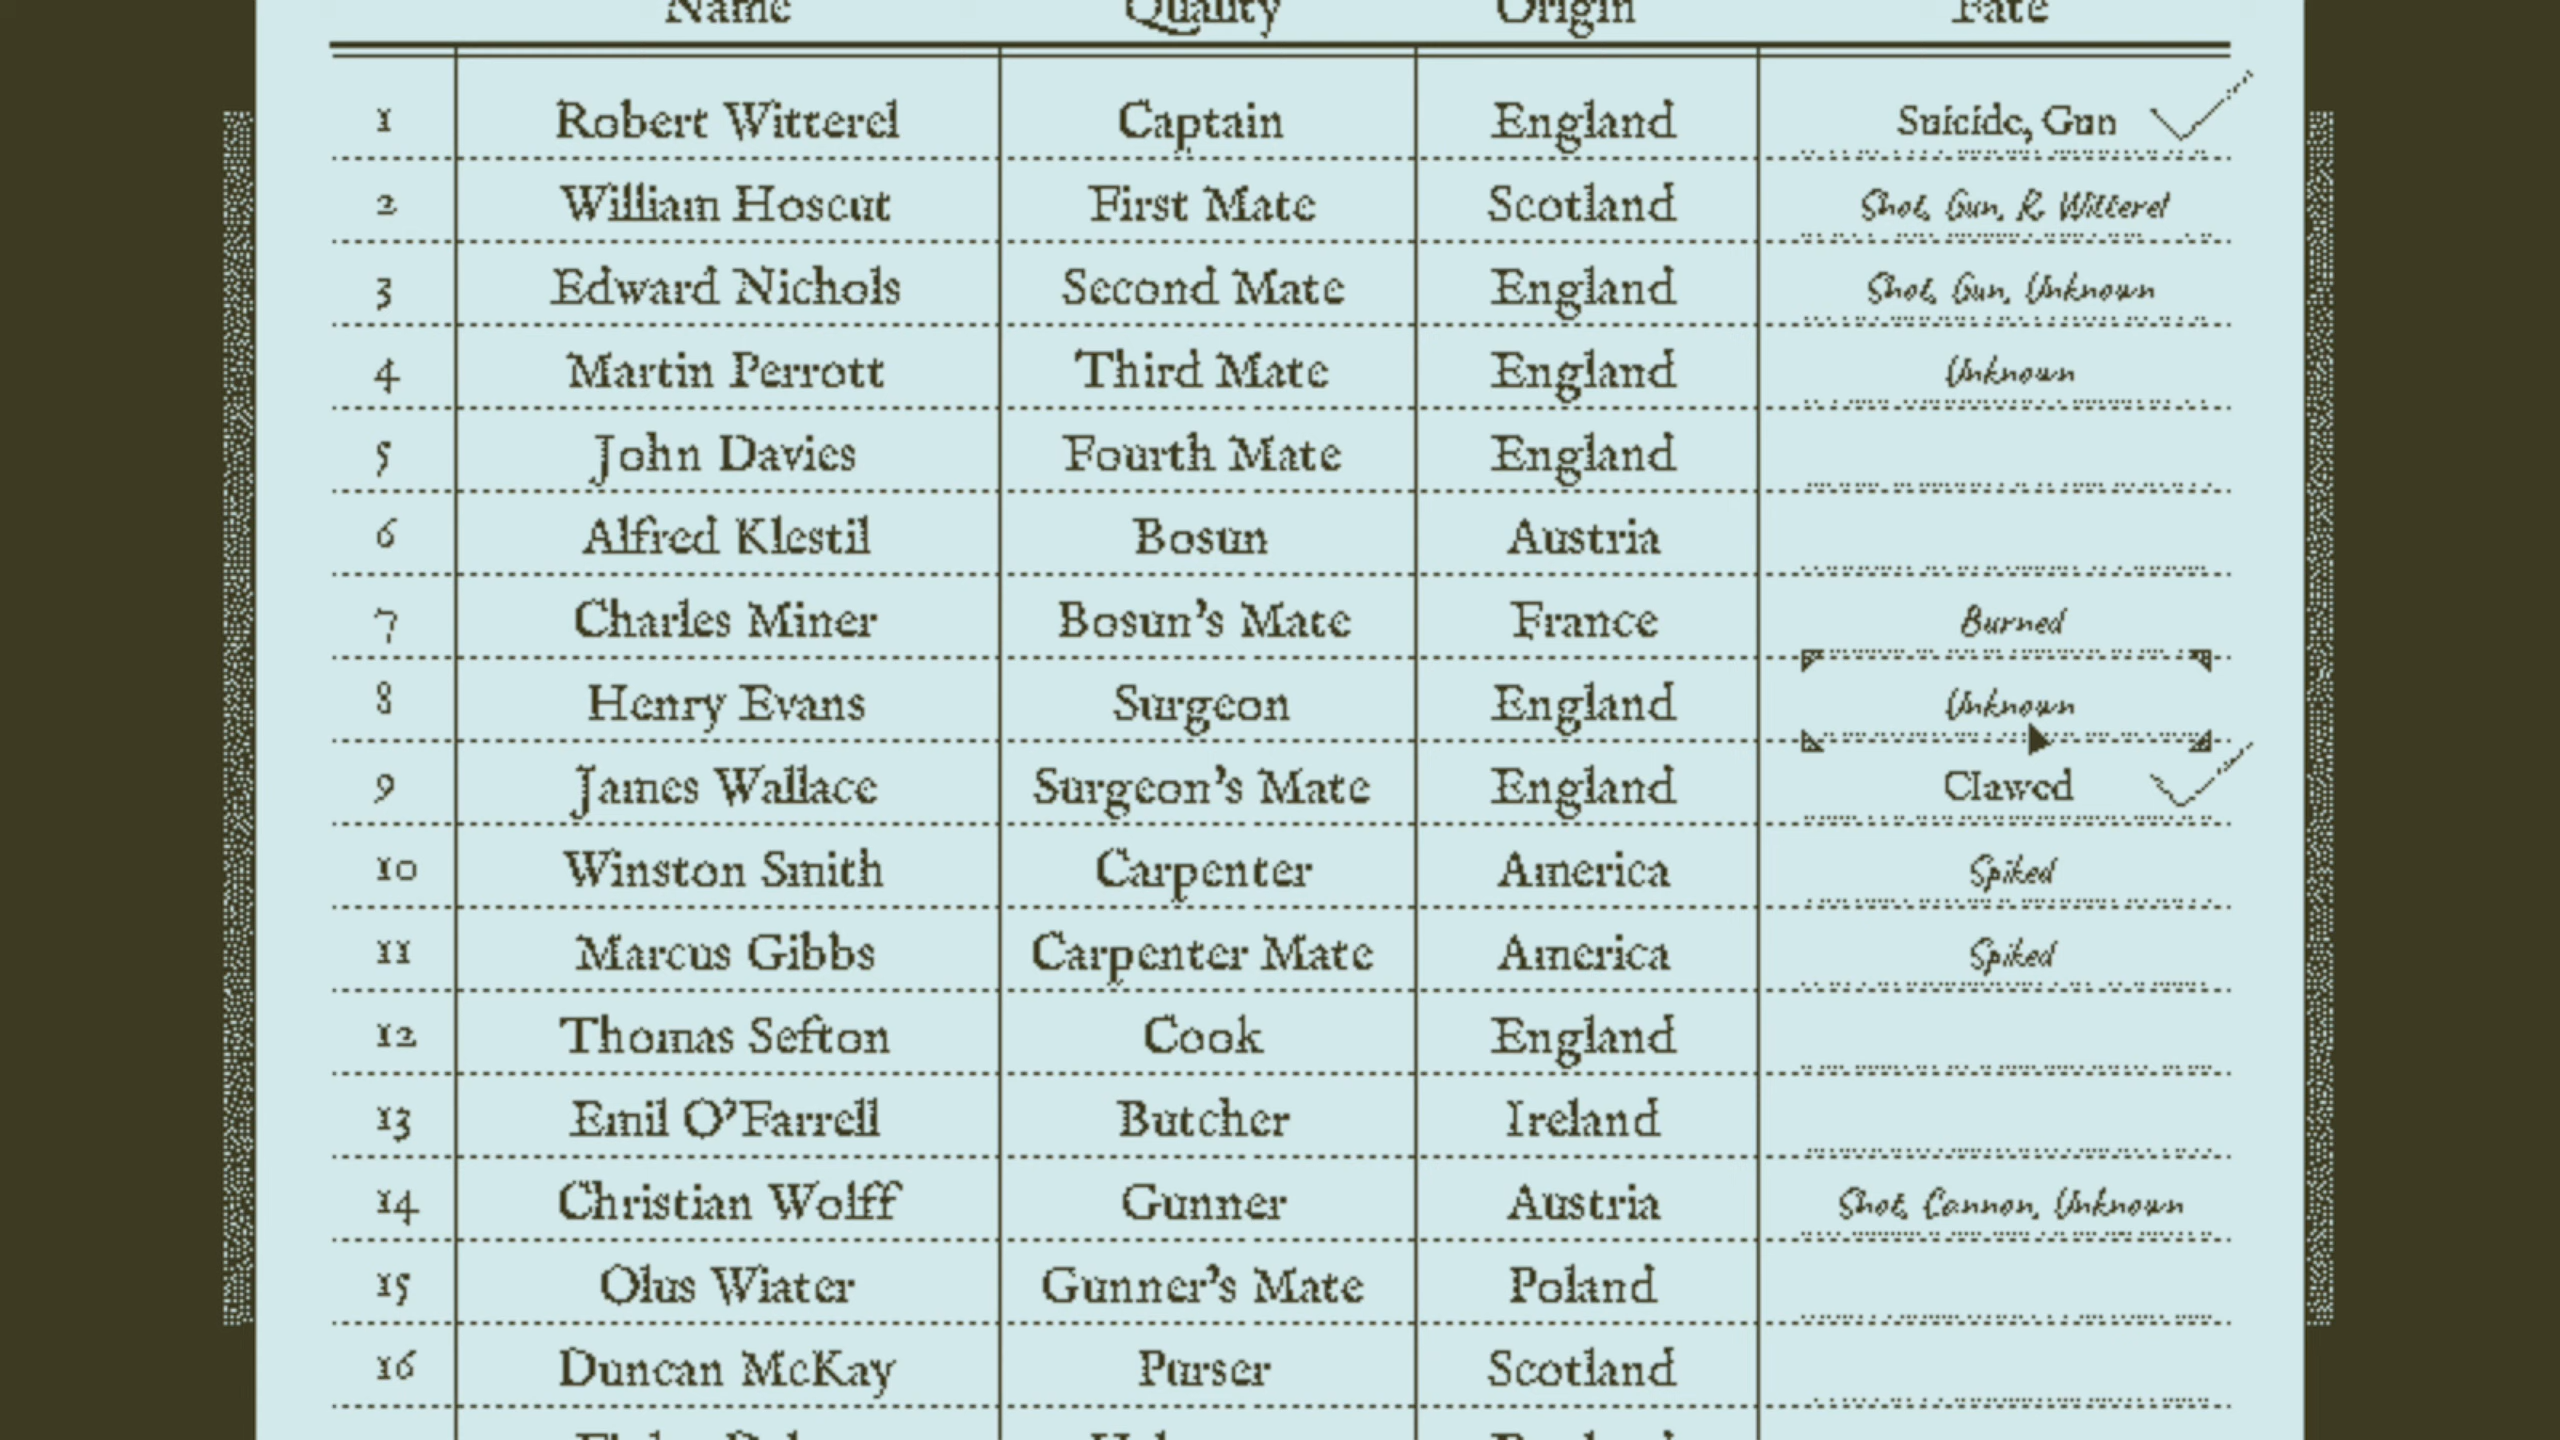 Name Quality Origin Fate
1 Robert Witterel Captain England Suicide, Gun
2 William Hoscut First Mate Scotland Shot, Gun, R. Witterel
3 Edward Nichols Second Mate England Shot, Gun, Unknown
4 Martin Perrott Third Mate England Unknown
5 John Davies Fourth Mate England
6 Alfred Klestil Bosun Austria
7 Charles Miner Bosun's Mate France Burned
8 Henry Evans Surgeon England Unknown
9 James Wallace Surgeon's Mate England Clawed
10 Winston Smith Carpenter America Spiked
11 Marcus Gibbs Carpenter Mate America Spiked
12 Thomas Sefton Cook England
13 Emil O'Farrell Butcher Ireland
14 Christian Wolff Gunner Austria Shot, Cannon, Unknown
15 Olus Wiater Gunner's Mate Poland
16 Duncan McKay Purser Scotland